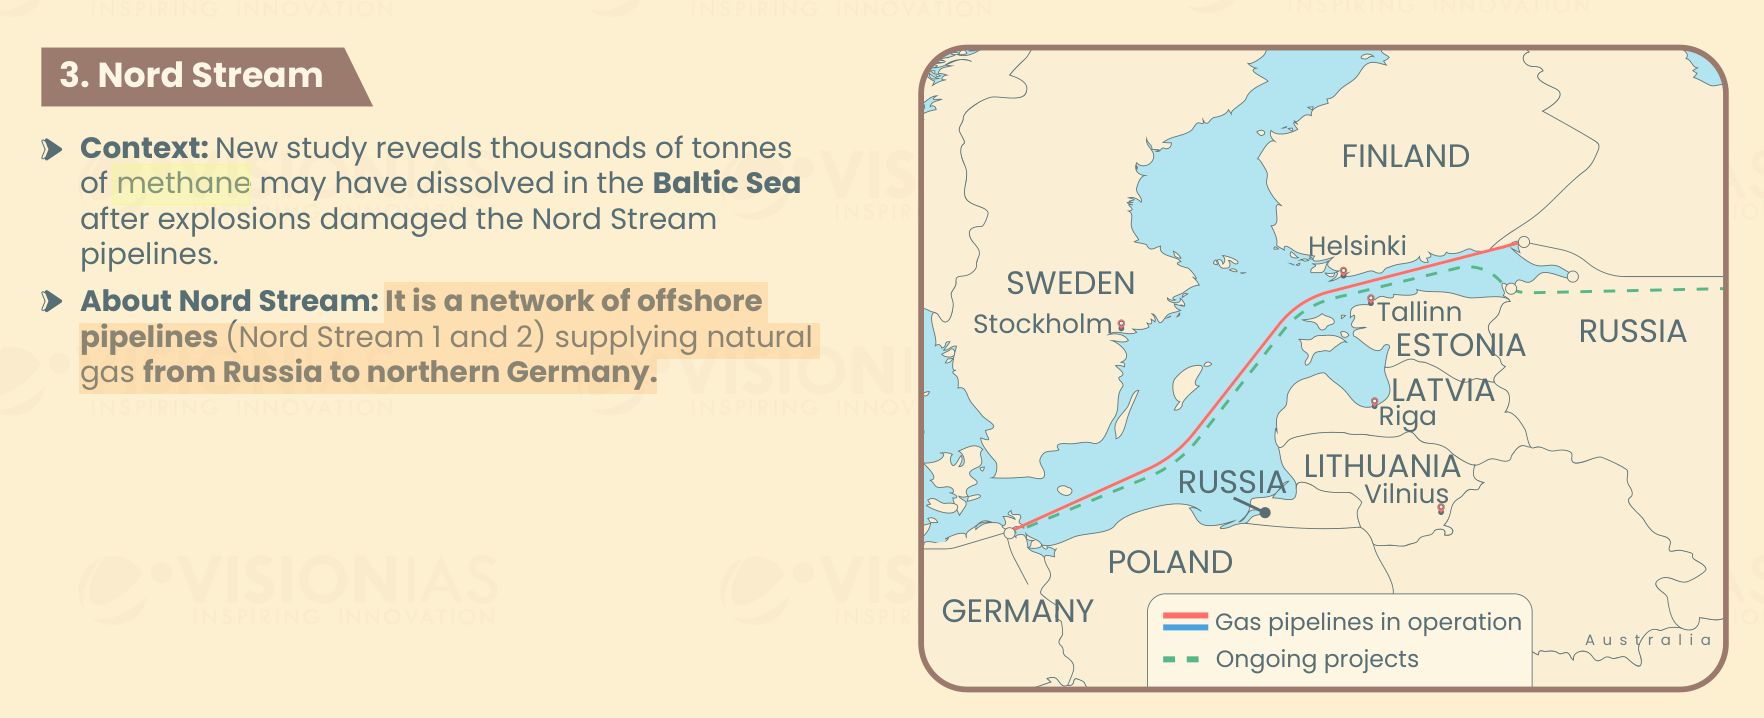 3. Nord Stream
Context: New study reveals thousands of tonnes
of methane may have dissolved in the Baltic Sea
after explosions damaged the Nord Stream
pipelines.
About Nord Stream: It is a network of offshore
pipelines (Nord Stream 1 and 2) supplying natural
gas from Russia to northern Germany.
FINLAND
Helsinki
SWEDEN
Stockholm
Tallinn
ESTONIA
RUSSIA
LATVIA
Riga
LITHUANIA
RUSSIA
Vilnius
POLAND
GERMANY
Gas pipelines in operation
Ongoing projects
Australia
VISIONIAS
INSPIRING INNOVATION